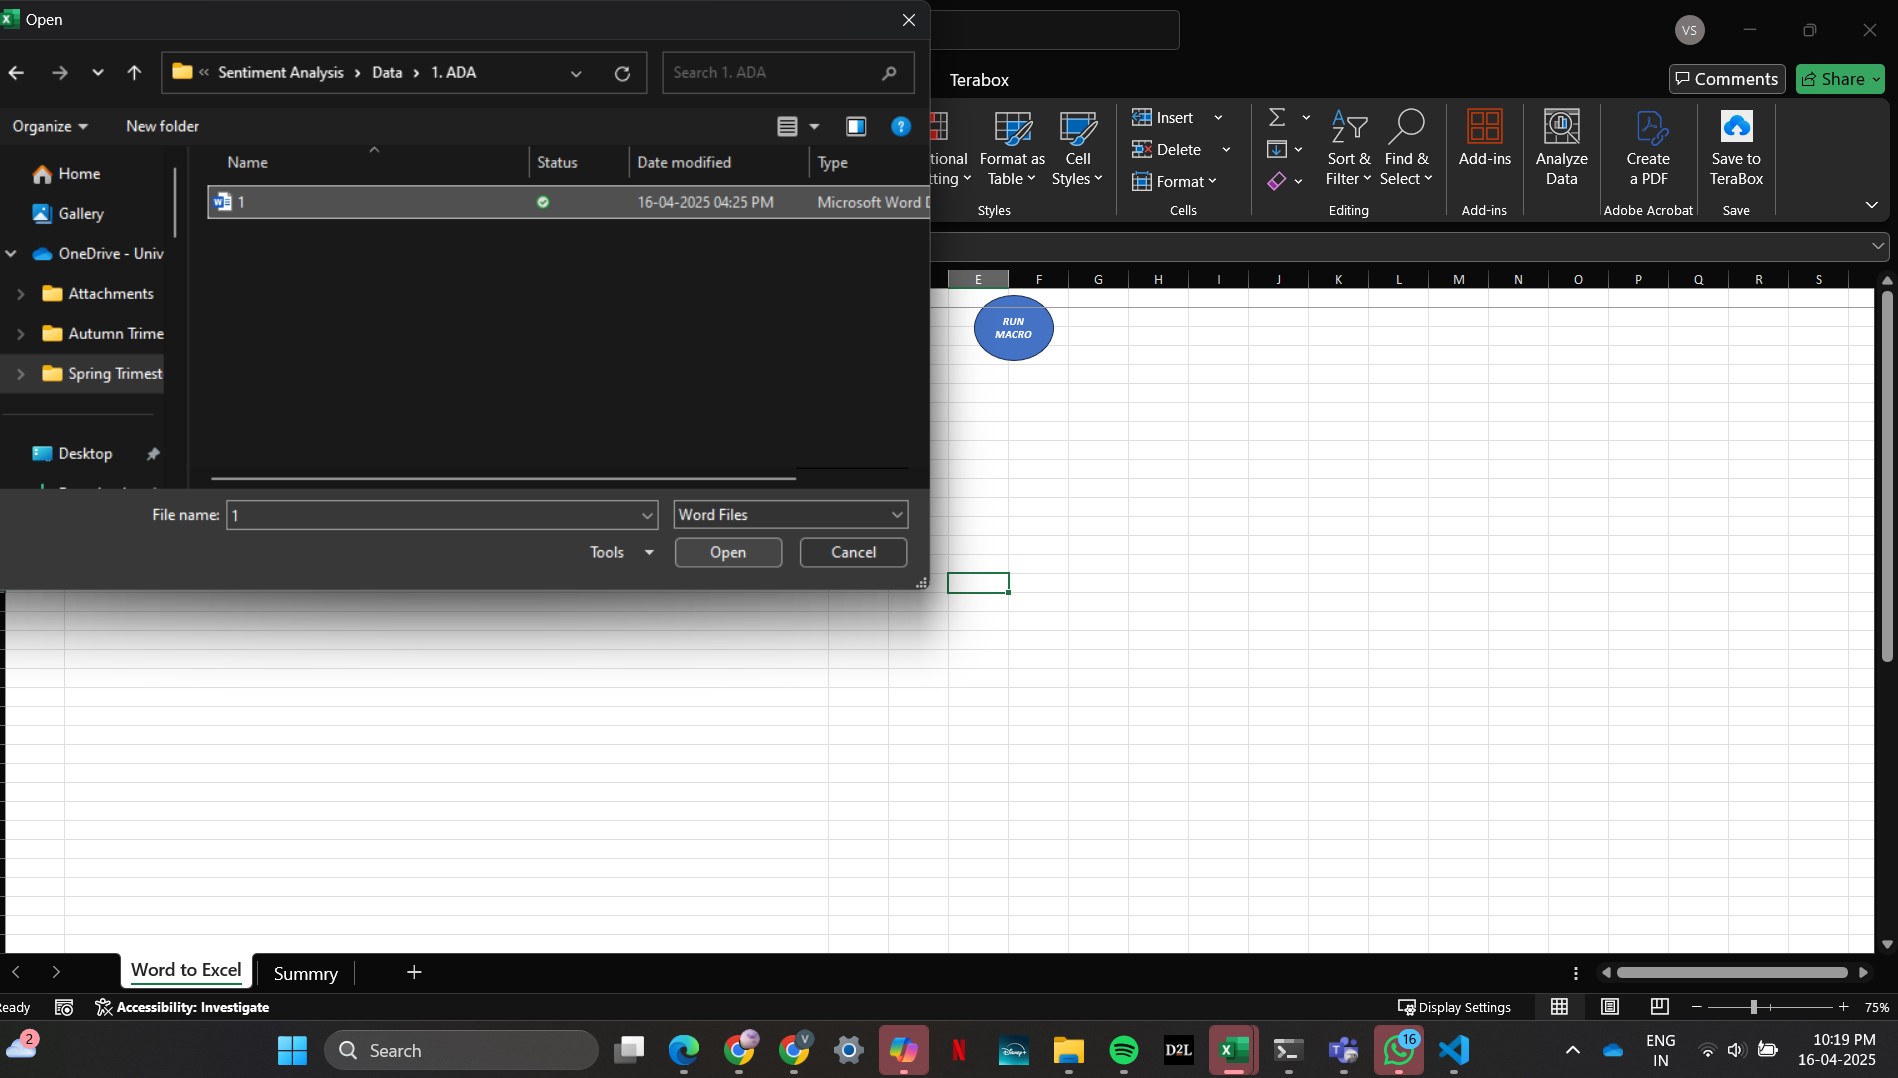 Open
VS
« Sentiment Analysis › Data › 1. ADA
Search 1. ADA
Terabox
Comments
Share
Organize
New folder
Name
Status
Date modified
Type
1
16-04-2025 04:25 PM
Microsoft Word D
Home
Gallery
OneDrive - Univ
Attachments
Autumn Trime
Spring Trimest
Desktop
File name:
1
Word Files
Tools
Open
Cancel
tional
tting
Format as
Table
Cell
Styles
Styles
Insert
Delete
Format
Cells
Sort &
Filter
Find &
Select
Editing
Add-ins
Add-ins
Analyze
Data
Create
a PDF
Adobe Acrobat
Save to
TeraBox
Save
E F G H I J K L M N O P Q R S
RUN
MACRO
Word to Excel
Summry
eady
Accessibility: Investigate
Display Settings
75%
2
Search
V
Disney+
D2L
16
ENG
IN
10:19 PM
16-04-2025